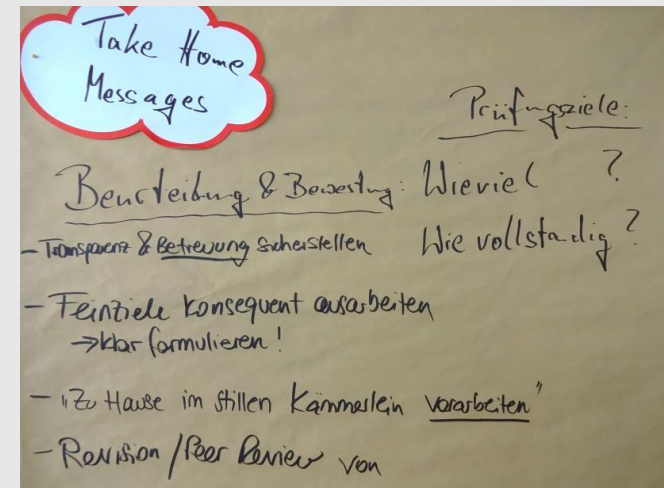 Take Home
Messages
Prüfungsziele:
Beurteilung & Bewertung: Wieviel ?
Wie vollständig?
- Transparenz & Betreuung sicherstellen
- Feinziele konsequent ausarbeiten
→ klar formulieren!
- "Zu Hause im stillen Kämmerlein vorarbeiten"
- Revision / Peer Review von